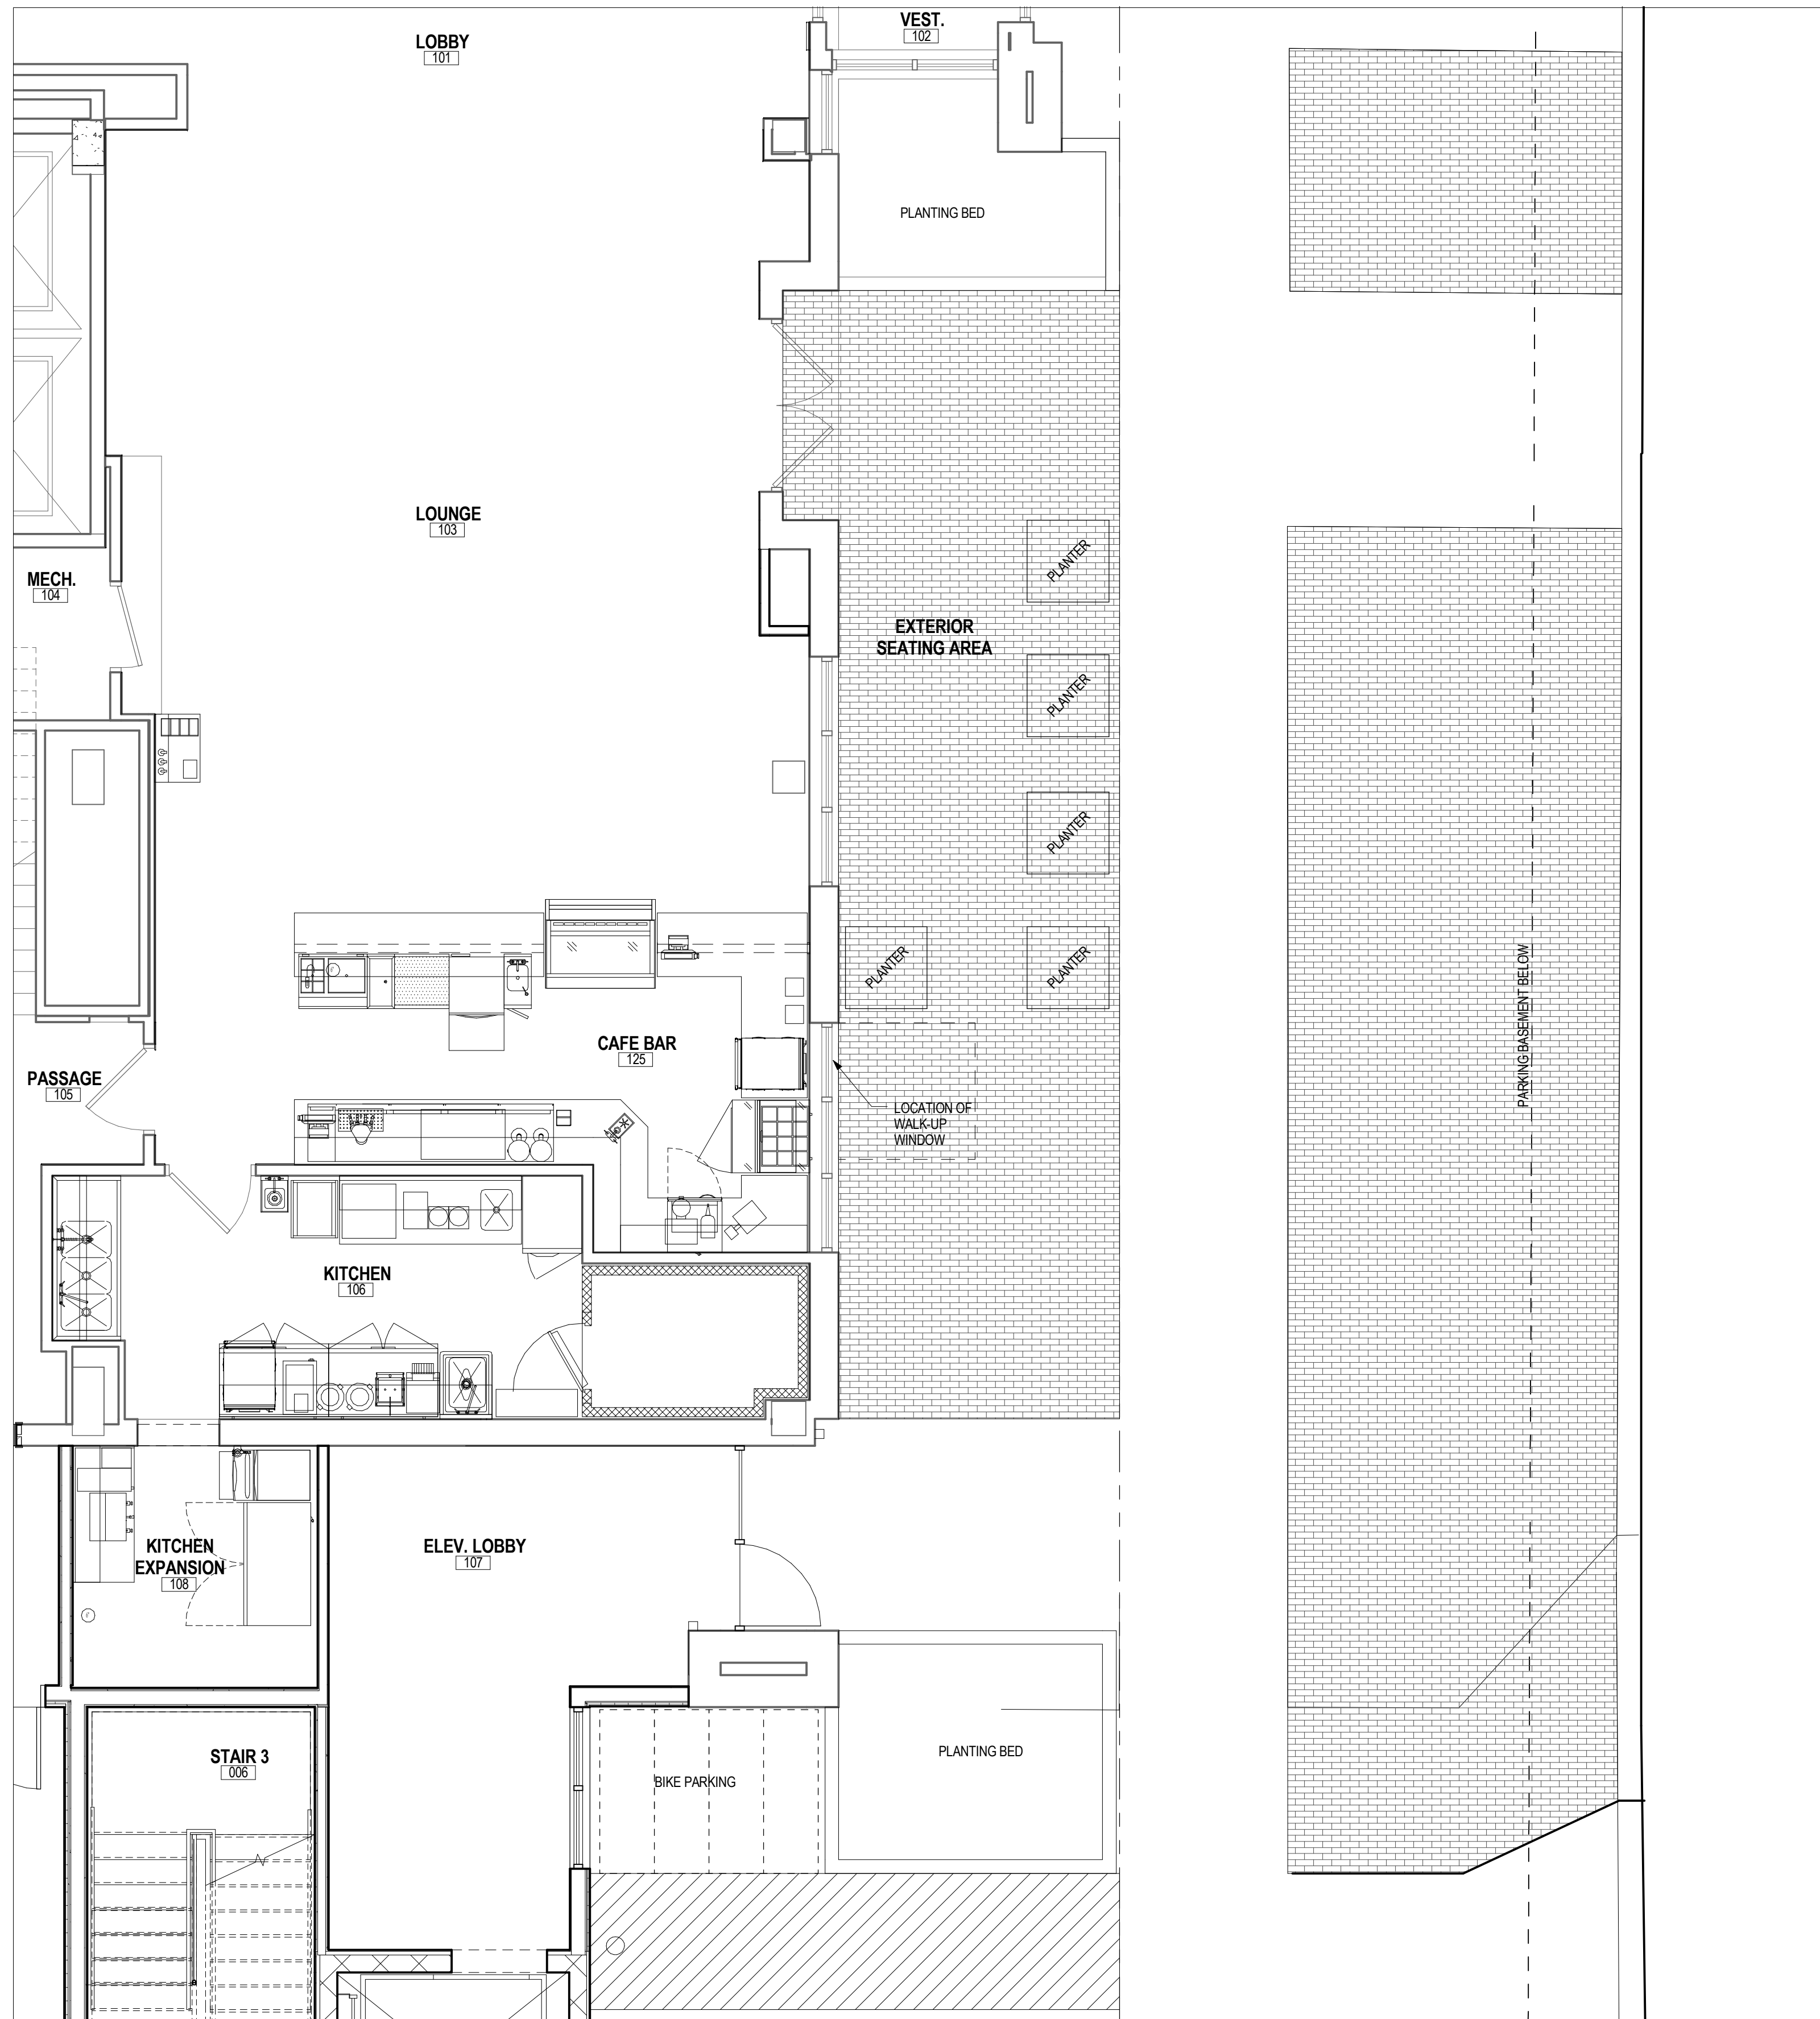 VEST.
102
LOBBY
101
PLANTING BED
LOUNGE
103
PLANTER
MECH.
104
EXTERIOR
SEATING AREA
PLANTER
PLANTER
PLANTER
PLANTER
PARKING BASEMENT BELOW
CAFE BAR
125
PASSAGE
105
LOCATION OF
WALK-UP
WINDOW
KITCHEN
106
KITCHEN
EXPANSION
108
ELEV. LOBBY
107
STAIR 3
006
BIKE PARKING
PLANTING BED